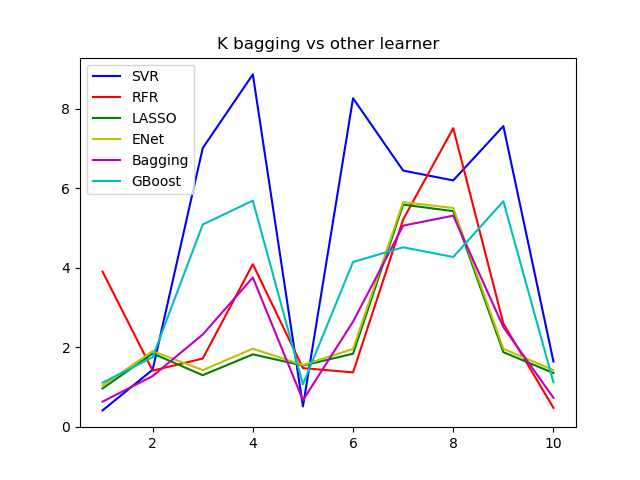 K bagging vs other learner
SVR
RFR
LASSO
ENet
Bagging
GBoost
8
6
4
2
0
2 4 6 8 10